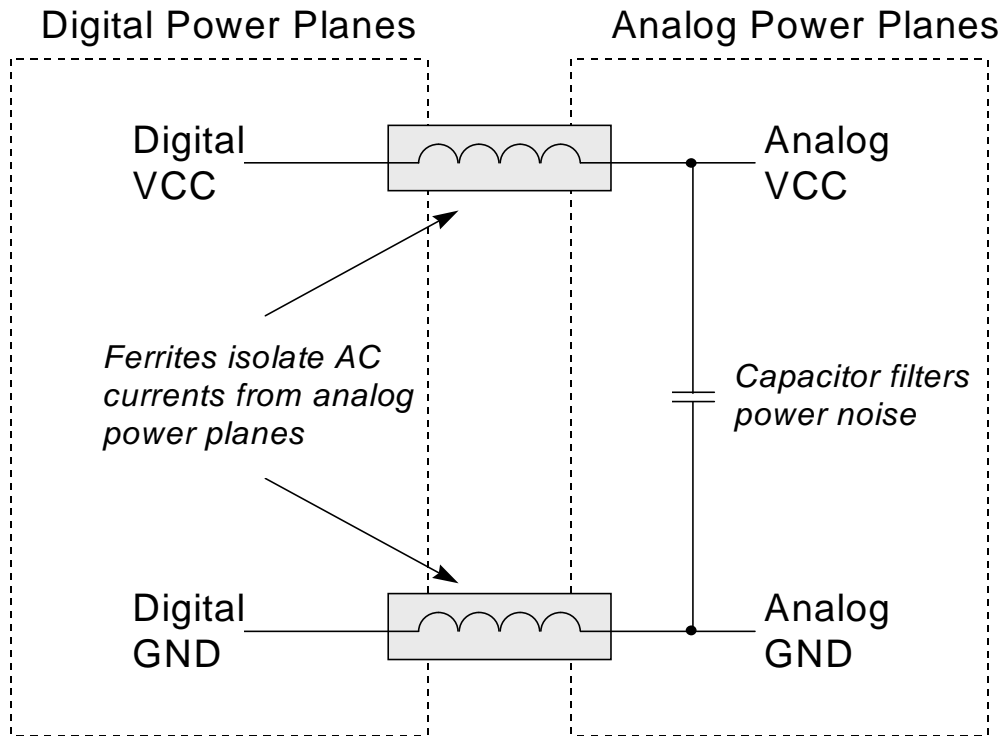 Digital Power Planes
Analog Power Planes
Digital
VCC
Analog
VCC
Ferrites isolate AC
currents from analog
power planes
Capacitor filters
power noise
Digital
GND
Analog
GND